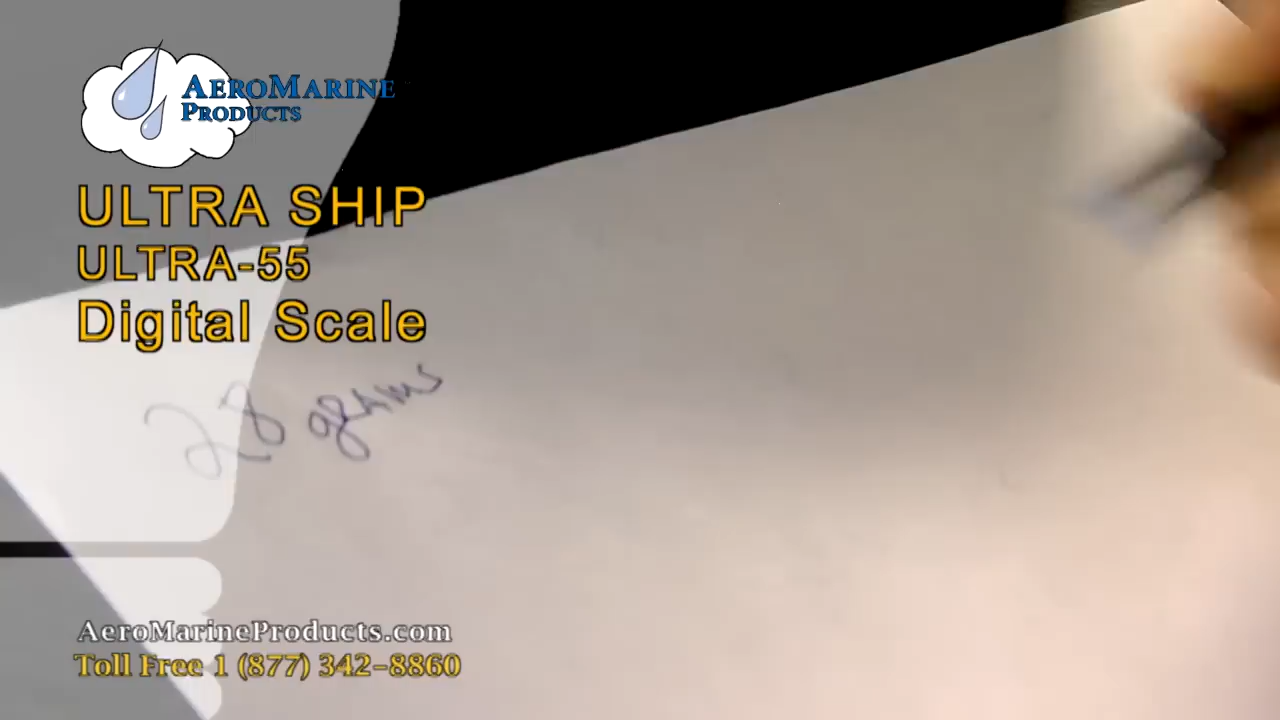 AEROMARINE
PRODUCTS
ULTRA SHIP
ULTRA-55
Digital Scale
28 grams
AeroMarineProducts.com
Toll Free 1 (877) 342-8860